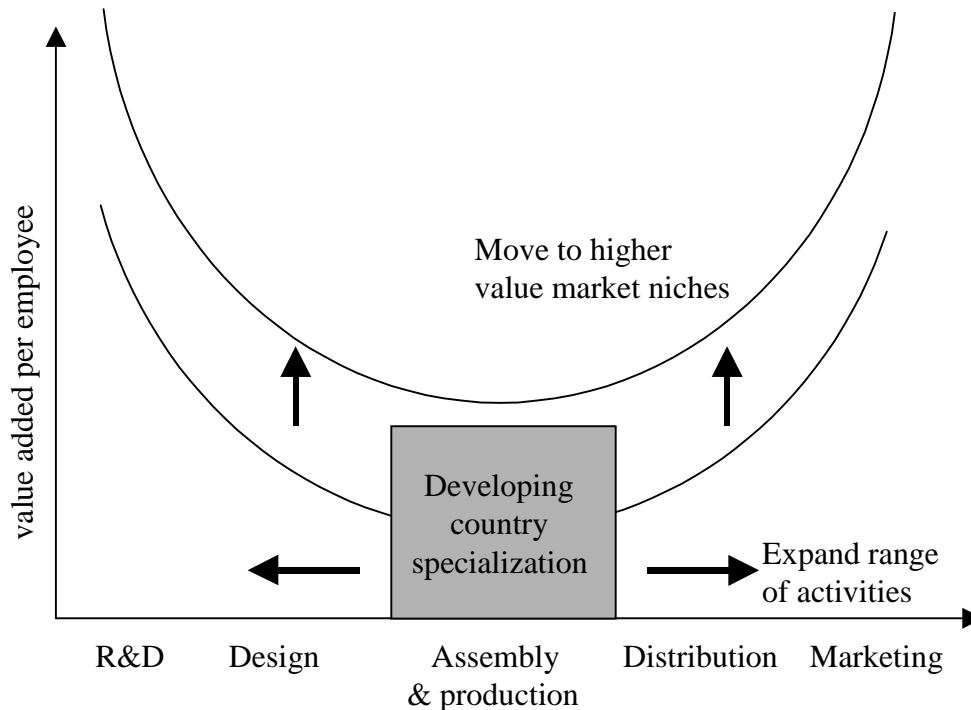 value added per employee
Move to higher
value market niches
Developing
country
specialization
Expand range
of activities
R&D
Design
Assembly
& production
Distribution
Marketing